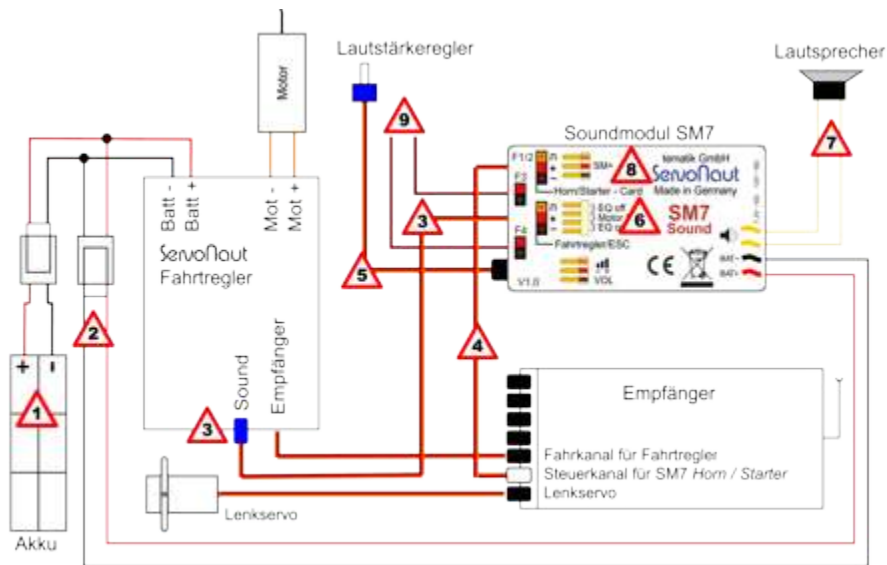 Lautstärkeregler
Lautsprecher
Motor
Soundmodul SM7
9
7
F1/2
SM+
8
tematik GmbH
ServoNaut
Made in Germany
F3
Horn/Starter - Card
Batt -
Batt +
Mot -
Mot +
3
EQ off
Motor
6
SM7
Sound
F4
Fahrtregler/ESC
ServoNaut
Fahrtregler
5
V1.0
VOL
CE
BAT-
BAT+
2
4
+
-
1
Sound
Empfänger
3
Empfänger
Fahrkanal für Fahrtregler
Steuerkanal für SM7 Horn / Starter
Lenkservo
Lenkservo
Akku